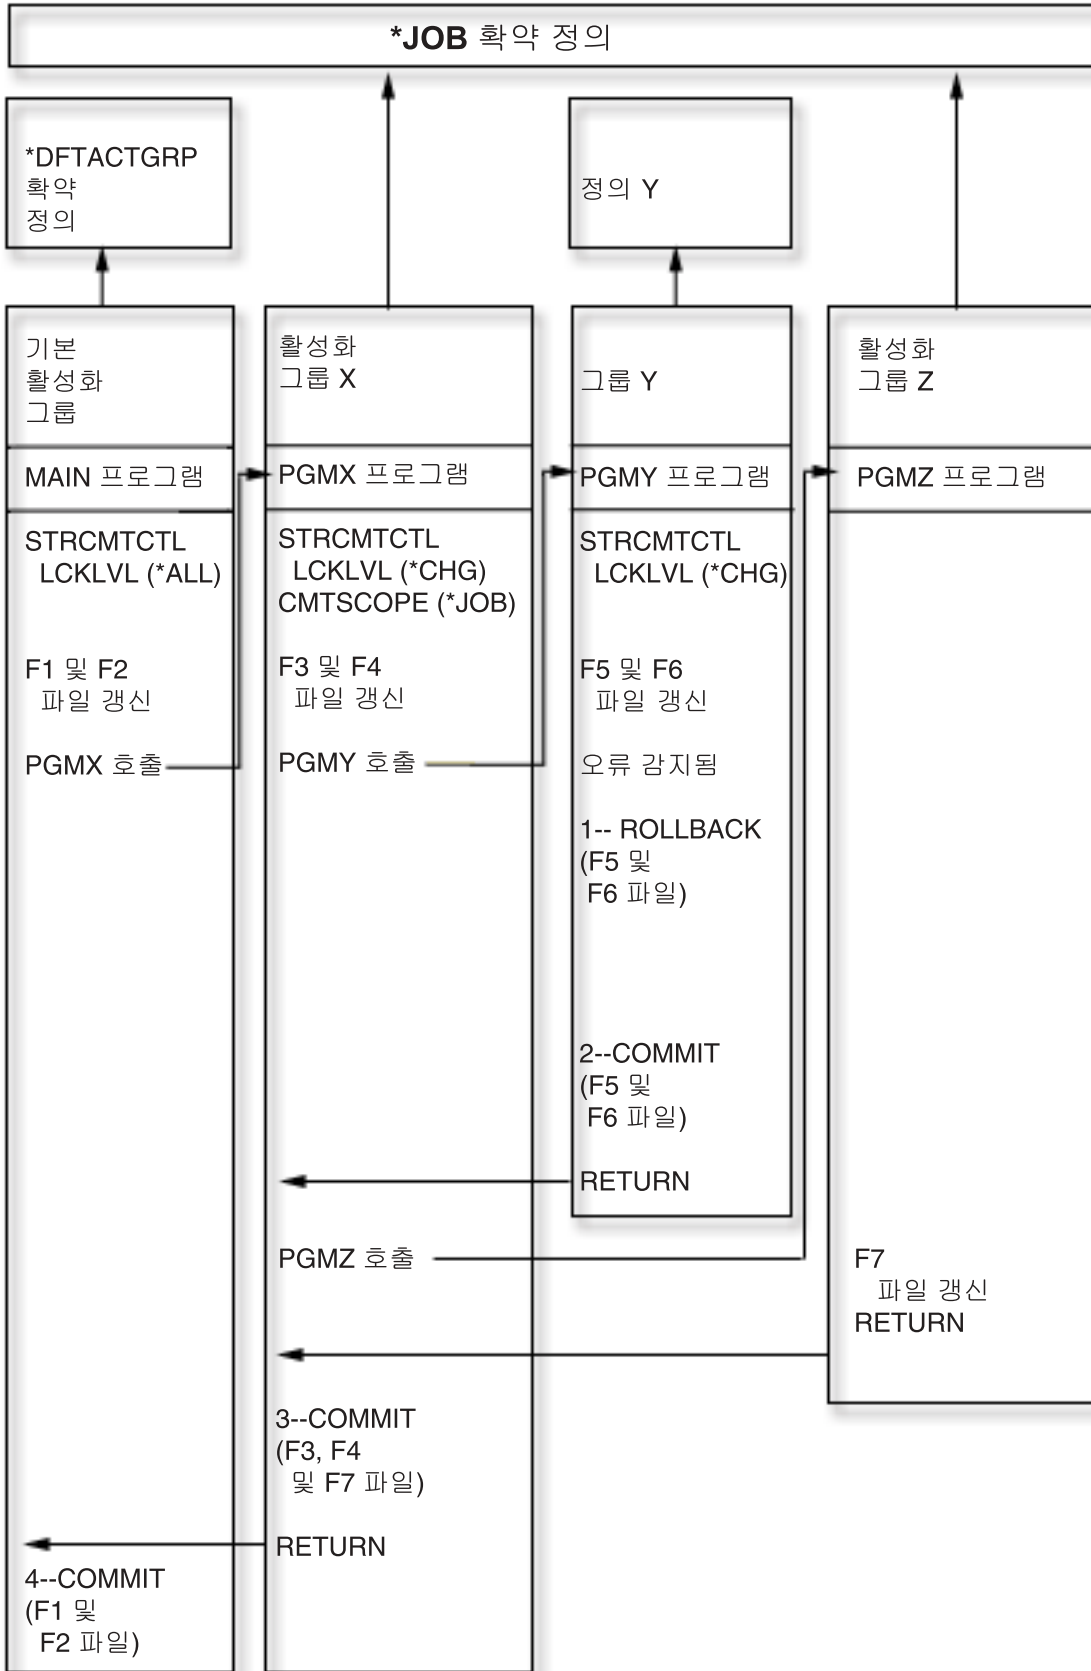 *JOB 확약 정의
*DFTACTGRP
확약
정의
정의 Y
기본
활성화
그룹
활성화
그룹 X
그룹 Y
활성화
그룹 Z
MAIN 프로그램
PGMX 프로그램
PGMY 프로그램
PGMZ 프로그램
STRCMTCTL
LCKLVL (*ALL)
F1 및 F2
파일 갱신
PGMX 호출
STRCMTCTL
LCKLVL (*CHG)
CMTSCOPE (*JOB)
F3 및 F4
파일 갱신
PGMY 호출
STRCMTCTL
LCKLVL (*CHG)
F5 및 F6
파일 갱신
오류 감지됨
1-- ROLLBACK
(F5 및
F6 파일)
2--COMMIT
(F5 및
F6 파일)
RETURN
PGMZ 호출
F7
파일 갱신
RETURN
3--COMMIT
(F3, F4
및 F7 파일)
RETURN
4--COMMIT
(F1 및
F2 파일)